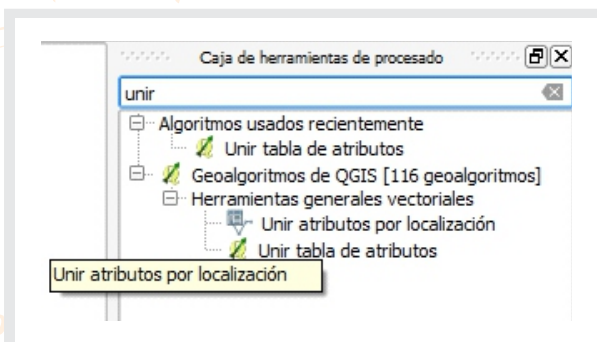 Caja de herramientas de procesado
unir
Algoritmos usados recientemente
Unir tabla de atributos
Geoalgoritmos de QGIS [116 geoalgoritmos]
Herramientas generales vectoriales
Unir atributos por localización
Unir tabla de atributos
Unir atributos por localización